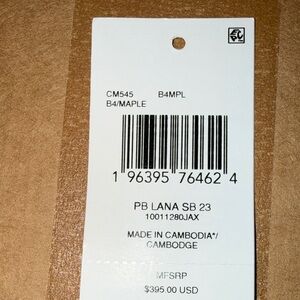 CM545 B4MPL
B4/MAPLE
1 96395 76462 4
PB LANA SB 23
10011280JAX
MADE IN CAMBODIA*/
CAMBODGE
MFSRP
$395.00 USD